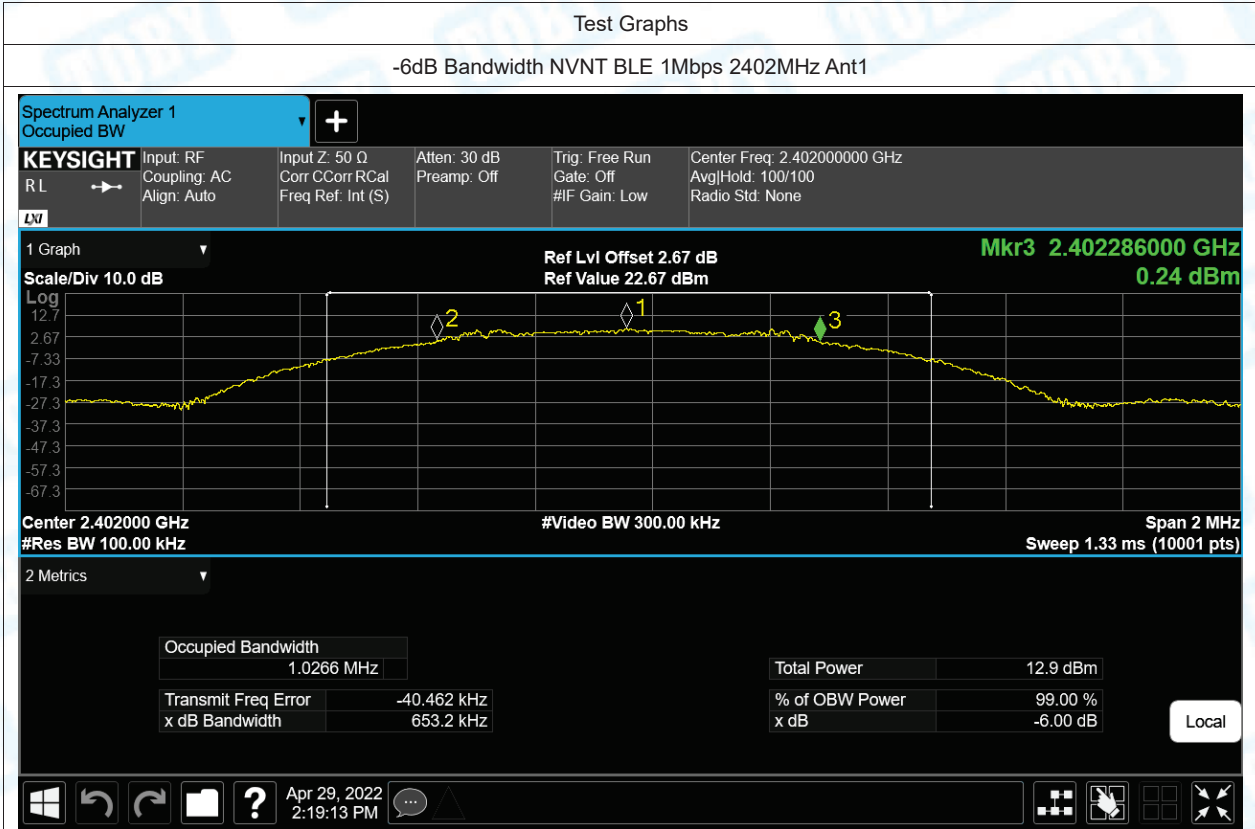 Test Graphs
-6dB Bandwidth NVNT BLE 1Mbps 2402MHz Ant1
Spectrum Analyzer 1
Occupied BW
KEYSIGHT
R L
LXI
Input: RF
Coupling: AC
Align: Auto
Input Z: 50 Ω
Corr CCorr RCal
Freq Ref: Int (S)
Atten: 30 dB
Preamp: Off
Trig: Free Run
Gate: Off
#IF Gain: Low
Center Freq: 2.402000000 GHz
Avg|Hold: 100/100
Radio Std: None
1 Graph
Scale/Div 10.0 dB
Ref Lvl Offset 2.67 dB
Ref Value 22.67 dBm
Mkr3 2.402286000 GHz
0.24 dBm
Log
12.7
2.67
-7.33
-17.3
-27.3
-37.3
-47.3
-57.3
-67.3
2
1
3
Center 2.402000 GHz
#Res BW 100.00 kHz
#Video BW 300.00 kHz
Span 2 MHz
Sweep 1.33 ms (10001 pts)
2 Metrics
Occupied Bandwidth
1.0266 MHz
Transmit Freq Error -40.462 kHz
x dB Bandwidth 653.2 kHz
Total Power 12.9 dBm
% of OBW Power 99.00 %
x dB -6.00 dB
Local
?
Apr 29, 2022
2:19:13 PM
TOBY